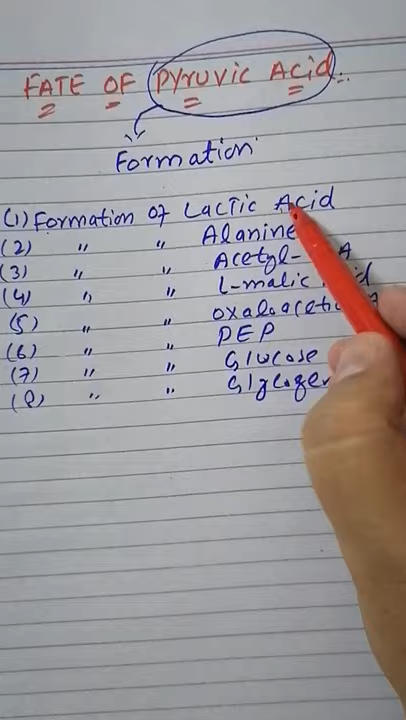 FATE OF PYRUVIC ACid
Formation
(1) Formation of Lactic Acid
(2) " " Alanine
(3) " " Acetyl- A
(4) " " L-malic
(5) " " oxaloaceti
(6) " " PEP
(7) " " Glucose
(8) " " Glycogen